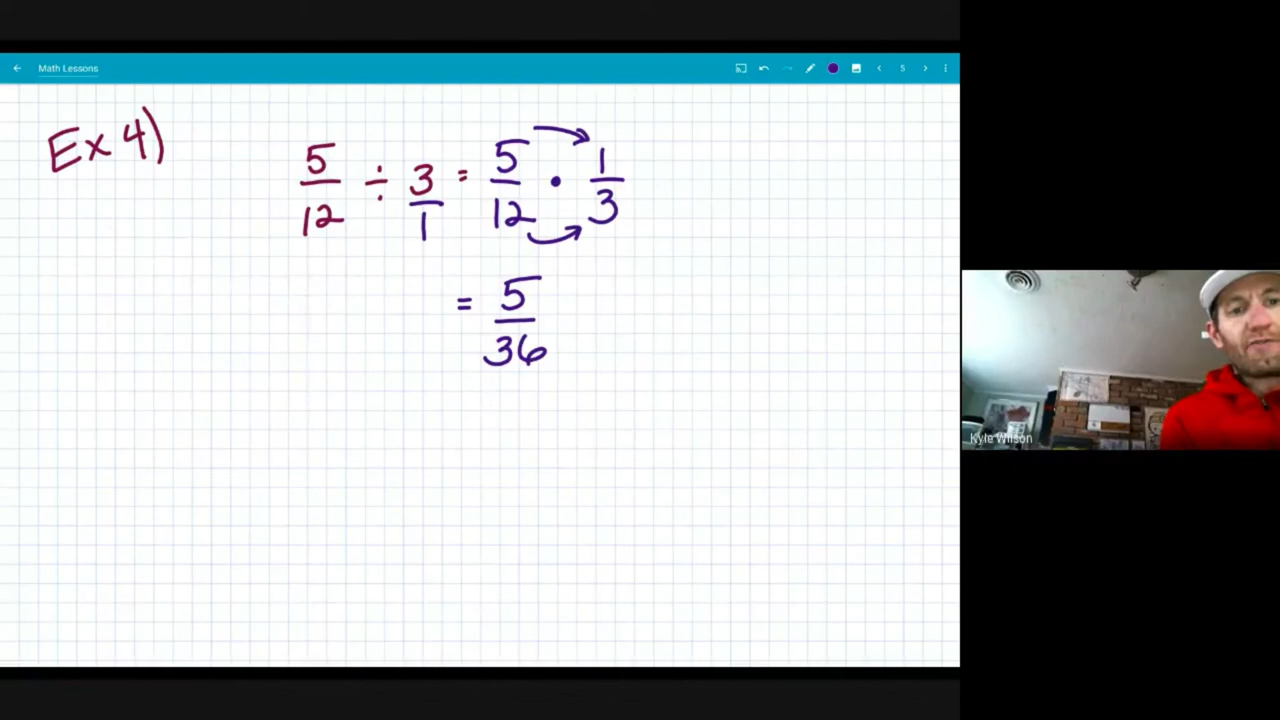 Math Lessons
5
Ex 4)
5/12 ÷ 3/1 = 5/12 • 1/3
= 5/36
Kyle Wilson